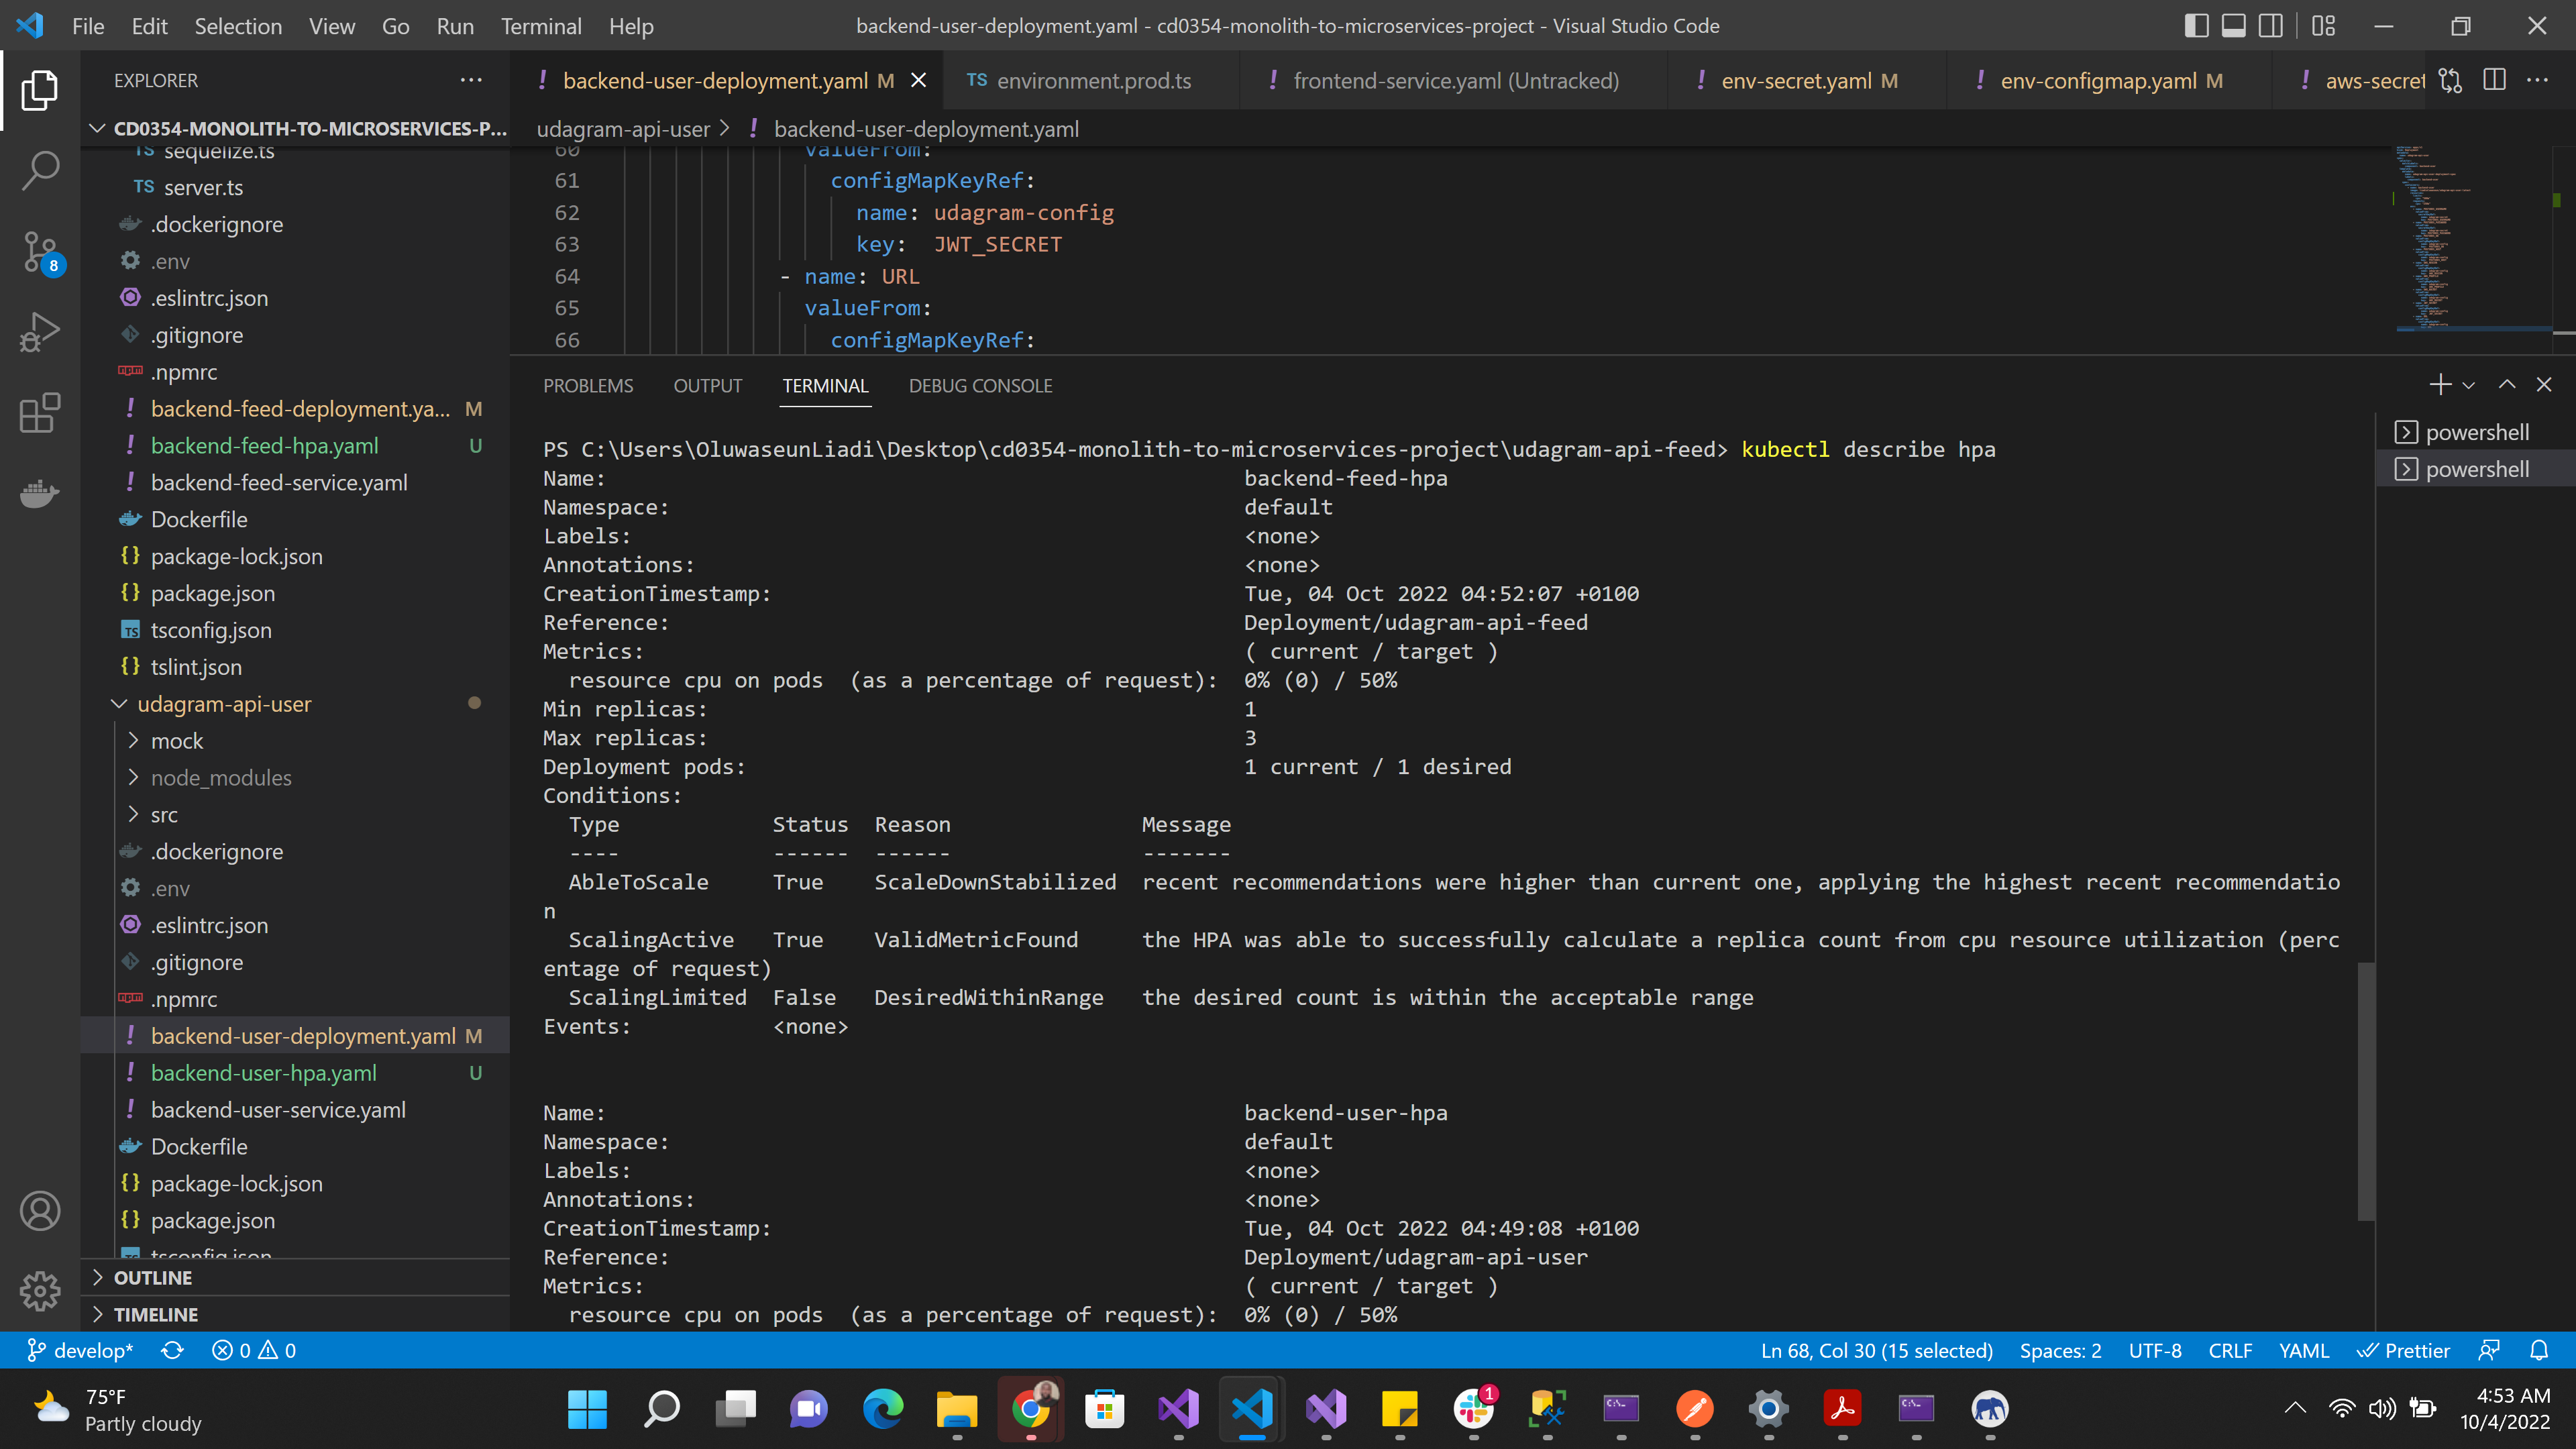 File Edit Selection View Go Run Terminal Help
backend-user-deployment.yaml - cd0354-monolith-to-microservices-project - Visual Studio Code
EXPLORER
CD0354-MONOLITH-TO-MICROSERVICES-P...
TS sequelize.ts
TS server.ts
.dockerignore
.env
.eslintrc.json
.gitignore
.npmrc
! backend-feed-deployment.ya... M
! backend-feed-hpa.yaml U
! backend-feed-service.yaml
Dockerfile
{} package-lock.json
{} package.json
TS tsconfig.json
{} tslint.json
udagram-api-user
mock
node_modules
src
.dockerignore
.env
.eslintrc.json
.gitignore
.npmrc
! backend-user-deployment.yaml M
! backend-user-hpa.yaml U
! backend-user-service.yaml
Dockerfile
{} package-lock.json
{} package.json
tsconfig.json
OUTLINE
TIMELINE
8
! backend-user-deployment.yaml M
TS environment.prod.ts
! frontend-service.yaml (Untracked)
! env-secret.yaml M
! env-configmap.yaml M
! aws-secret
udagram-api-user > ! backend-user-deployment.yaml
60 valueFrom:
61 configMapKeyRef:
62 name: udagram-config
63 key: JWT_SECRET
64 - name: URL
65 valueFrom:
66 configMapKeyRef:
PROBLEMS OUTPUT TERMINAL DEBUG CONSOLE
powershell
powershell
PS C:\Users\OluwaseunLiadi\Desktop\cd0354-monolith-to-microservices-project\udagram-api-feed> kubectl describe hpa
Name: backend-feed-hpa
Namespace: default
Labels: <none>
Annotations: <none>
CreationTimestamp: Tue, 04 Oct 2022 04:52:07 +0100
Reference: Deployment/udagram-api-feed
Metrics: ( current / target )
resource cpu on pods (as a percentage of request): 0% (0) / 50%
Min replicas: 1
Max replicas: 3
Deployment pods: 1 current / 1 desired
Conditions:
Type Status Reason Message
---- ------ ------ -------
AbleToScale True ScaleDownStabilized recent recommendations were higher than current one, applying the highest recent recommendatio
n
ScalingActive True ValidMetricFound the HPA was able to successfully calculate a replica count from cpu resource utilization (perc
entage of request)
ScalingLimited False DesiredWithinRange the desired count is within the acceptable range
Events: <none>
Name: backend-user-hpa
Namespace: default
Labels: <none>
Annotations: <none>
CreationTimestamp: Tue, 04 Oct 2022 04:49:08 +0100
Reference: Deployment/udagram-api-user
Metrics: ( current / target )
resource cpu on pods (as a percentage of request): 0% (0) / 50%
develop* 0 0
Ln 68, Col 30 (15 selected) Spaces: 2 UTF-8 CRLF YAML Prettier
75°F
Partly cloudy
1
4:53 AM
10/4/2022